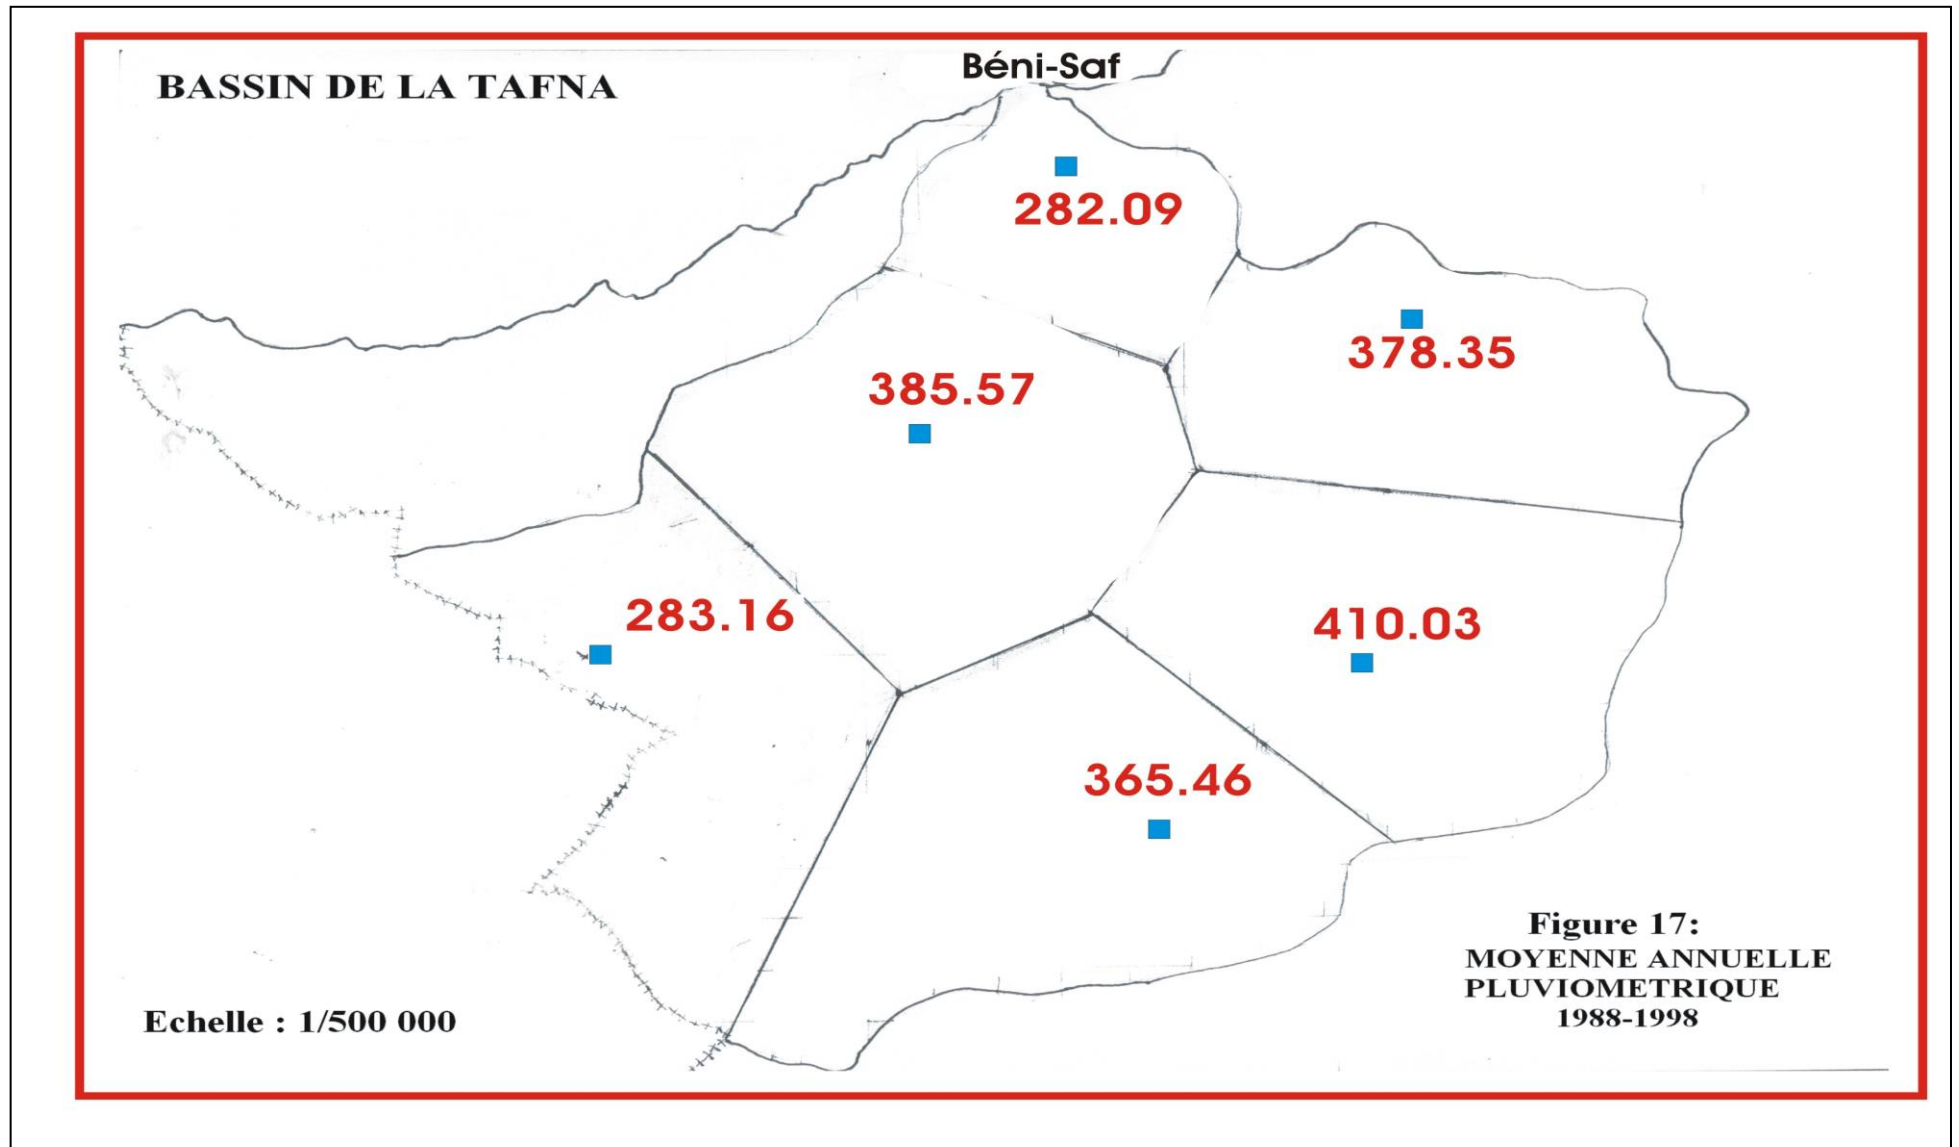 Béni-Saf
BASSIN DE LA TAFNA
282.09
378.35
385.57
283.16
410.03
365.46
Figure 17:
MOYENNE ANNUELLE
PLUVIOMETRIQUE
1988-1998
Echelle : 1/500 000